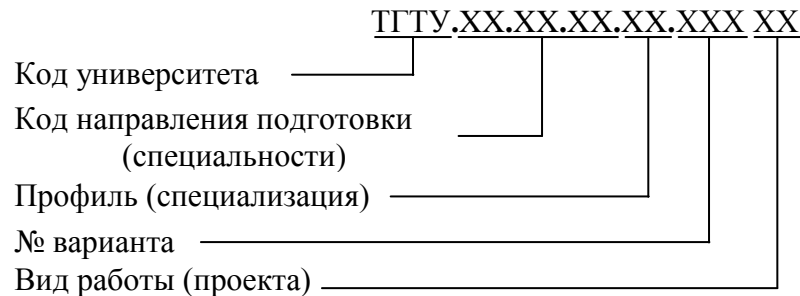 ТГТУ.ХХ.ХХ.ХХ.ХХ.ХХХ ХХ
Код университета
Код направления подготовки
(специальности)
Профиль (специализация)
№ варианта
Вид работы (проекта)